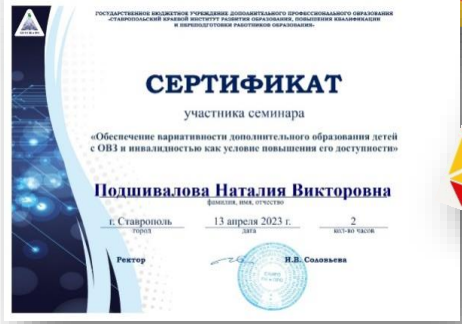 ГОСУДАРСТВЕННОЕ БЮДЖЕТНОЕ УЧРЕЖДЕНИЕ ДОПОЛНИТЕЛЬНОГО ПРОФЕССИОНАЛЬНОГО ОБРАЗОВАНИЯ
«СТАВРОПОЛЬСКИЙ КРАЕВОЙ ИНСТИТУТ РАЗВИТИЯ ОБРАЗОВАНИЯ, ПОВЫШЕНИЯ КВАЛИФИКАЦИИ
И ПЕРЕПОДГОТОВКИ РАБОТНИКОВ ОБРАЗОВАНИЯ»
СЕРТИФИКАТ
участника семинара
«Обеспечение вариативности дополнительного образования детей
с ОВЗ и инвалидностью как условие повышения его доступности»
Подшивалова Наталия Викторовна
фамилия, имя, отчество
г. Ставрополь 13 апреля 2023 г. 2
город дата кол-во часов
Ректор Соловьева